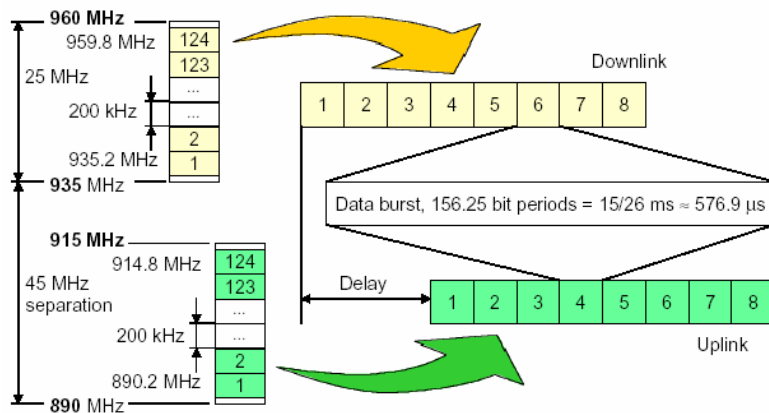 960 MHz
959.8 MHz
124
123
25 MHz
...
200 kHz
...
2
935.2 MHz
1
935 MHz
Downlink
1 2 3 4 5 6 7 8
Data burst, 156.25 bit periods = 15/26 ms ≈ 576.9 μs
915 MHz
914.8 MHz
124
123
45 MHz
separation
...
200 kHz
...
2
890.2 MHz
1
890 MHz
Delay
1 2 3 4 5 6 7 8
Uplink